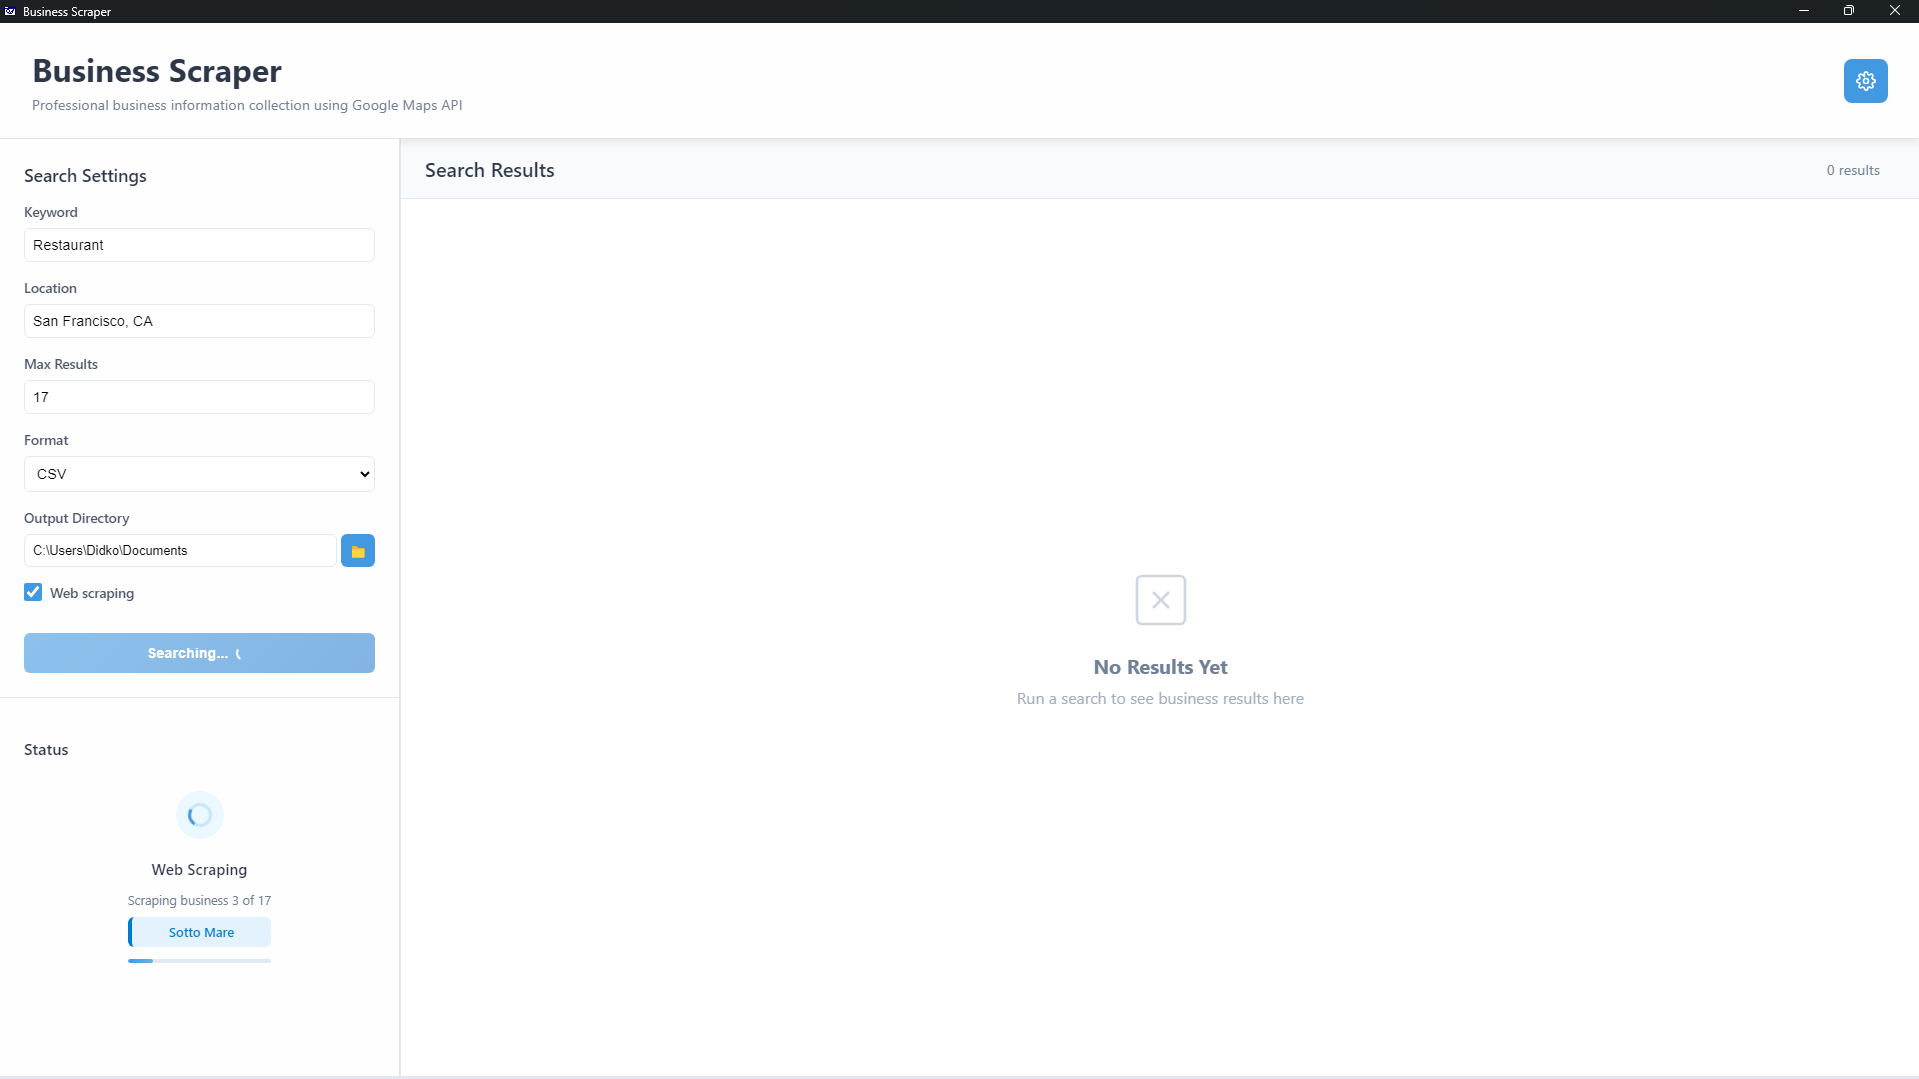 Business Scraper
Business Scraper
Professional business information collection using Google Maps API
Search Settings
Keyword
Restaurant
Location
San Francisco, CA
Max Results
17
Format
CSV
Output Directory
C:\Users\Didko\Documents
Web scraping
Searching...
Status
Web Scraping
Scraping business 3 of 17
Sotto Mare
Search Results
0 results
No Results Yet
Run a search to see business results here